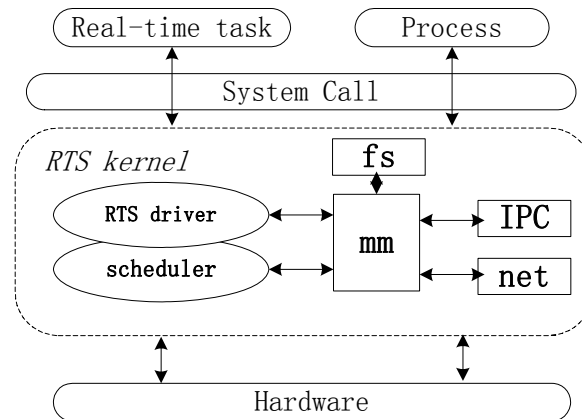 Real-time task
Process
System Call
RTS kernel
fs
RTS driver
mm
IPC
scheduler
net
Hardware